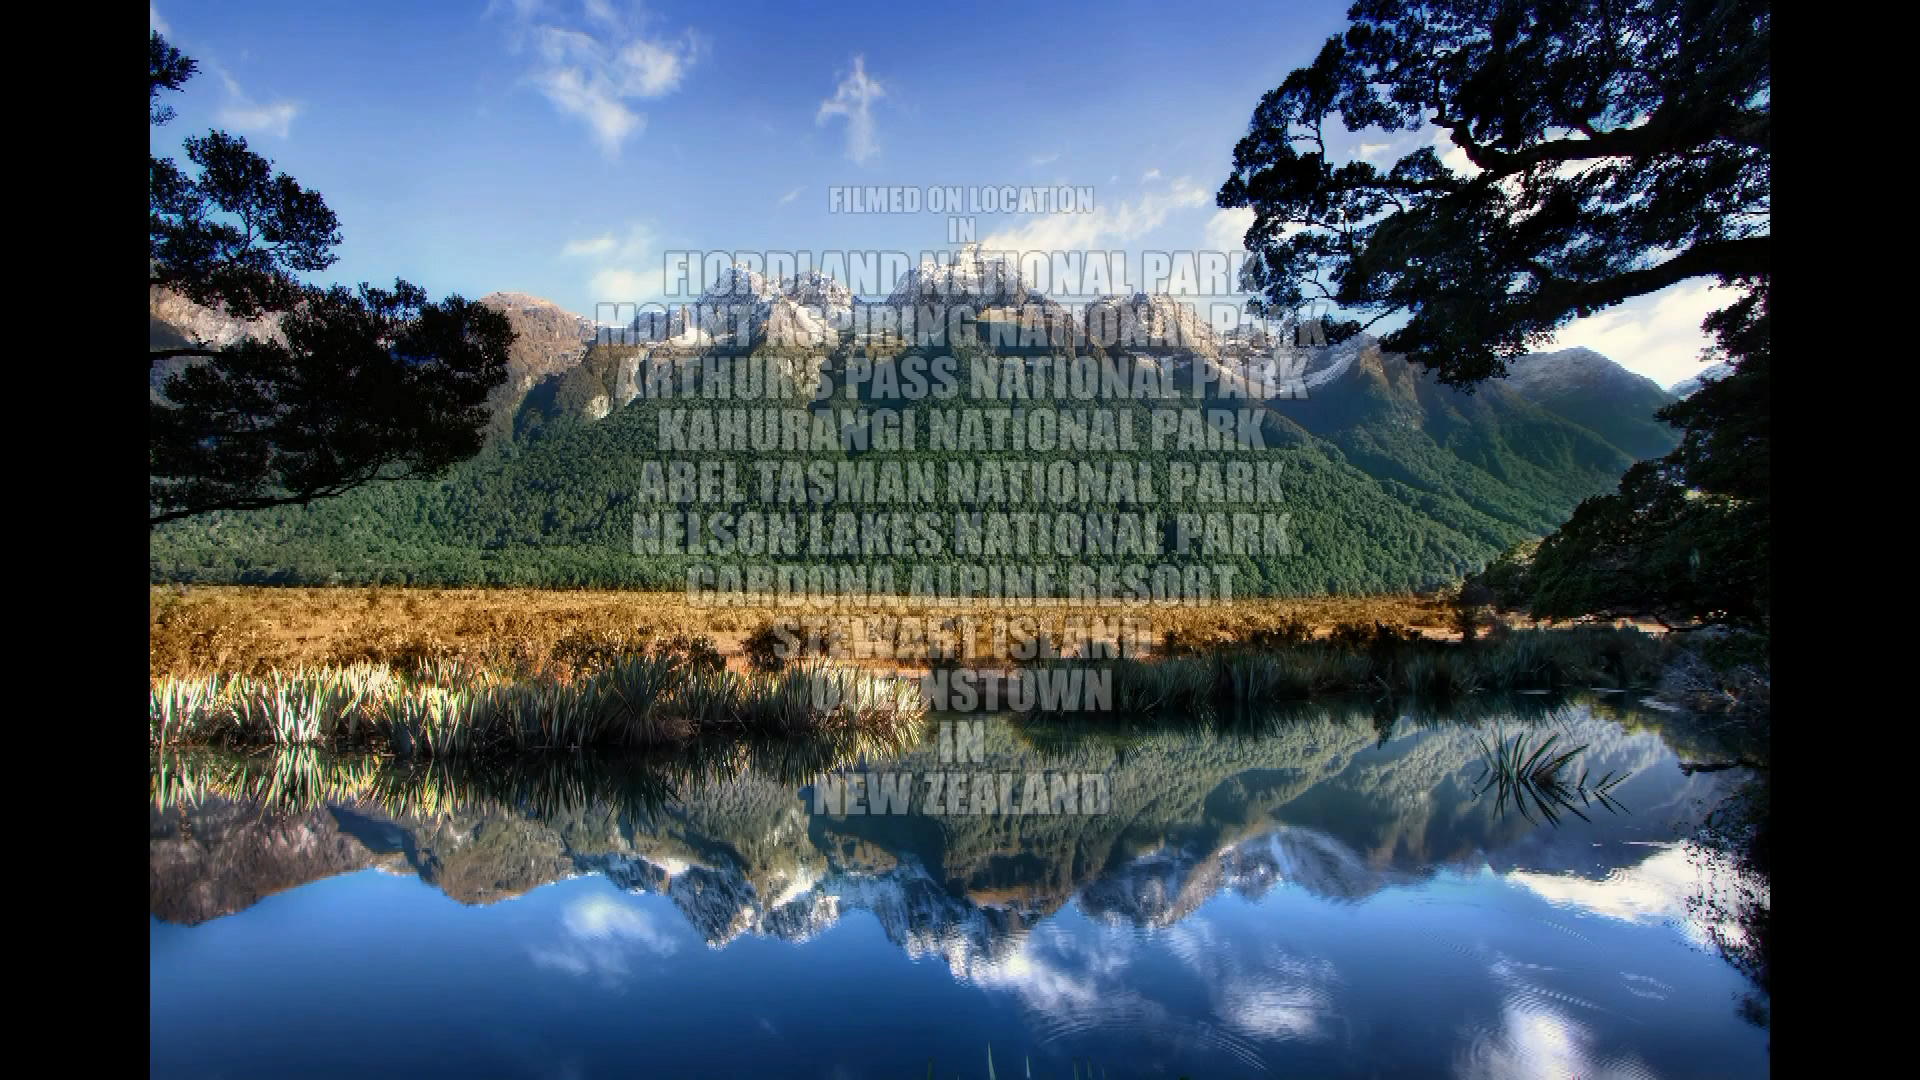 FILMED ON LOCATION
IN
FIORDLAND NATIONAL PARK
MOUNT ASPIRING NATIONAL PARK
ARTHUR'S PASS NATIONAL PARK
KAHURANGI NATIONAL PARK
ABEL TASMAN NATIONAL PARK
NELSON LAKES NATIONAL PARK
CARDONA ALPINE RESORT
STEWART ISLAND
QUEENSTOWN
IN
NEW ZEALAND